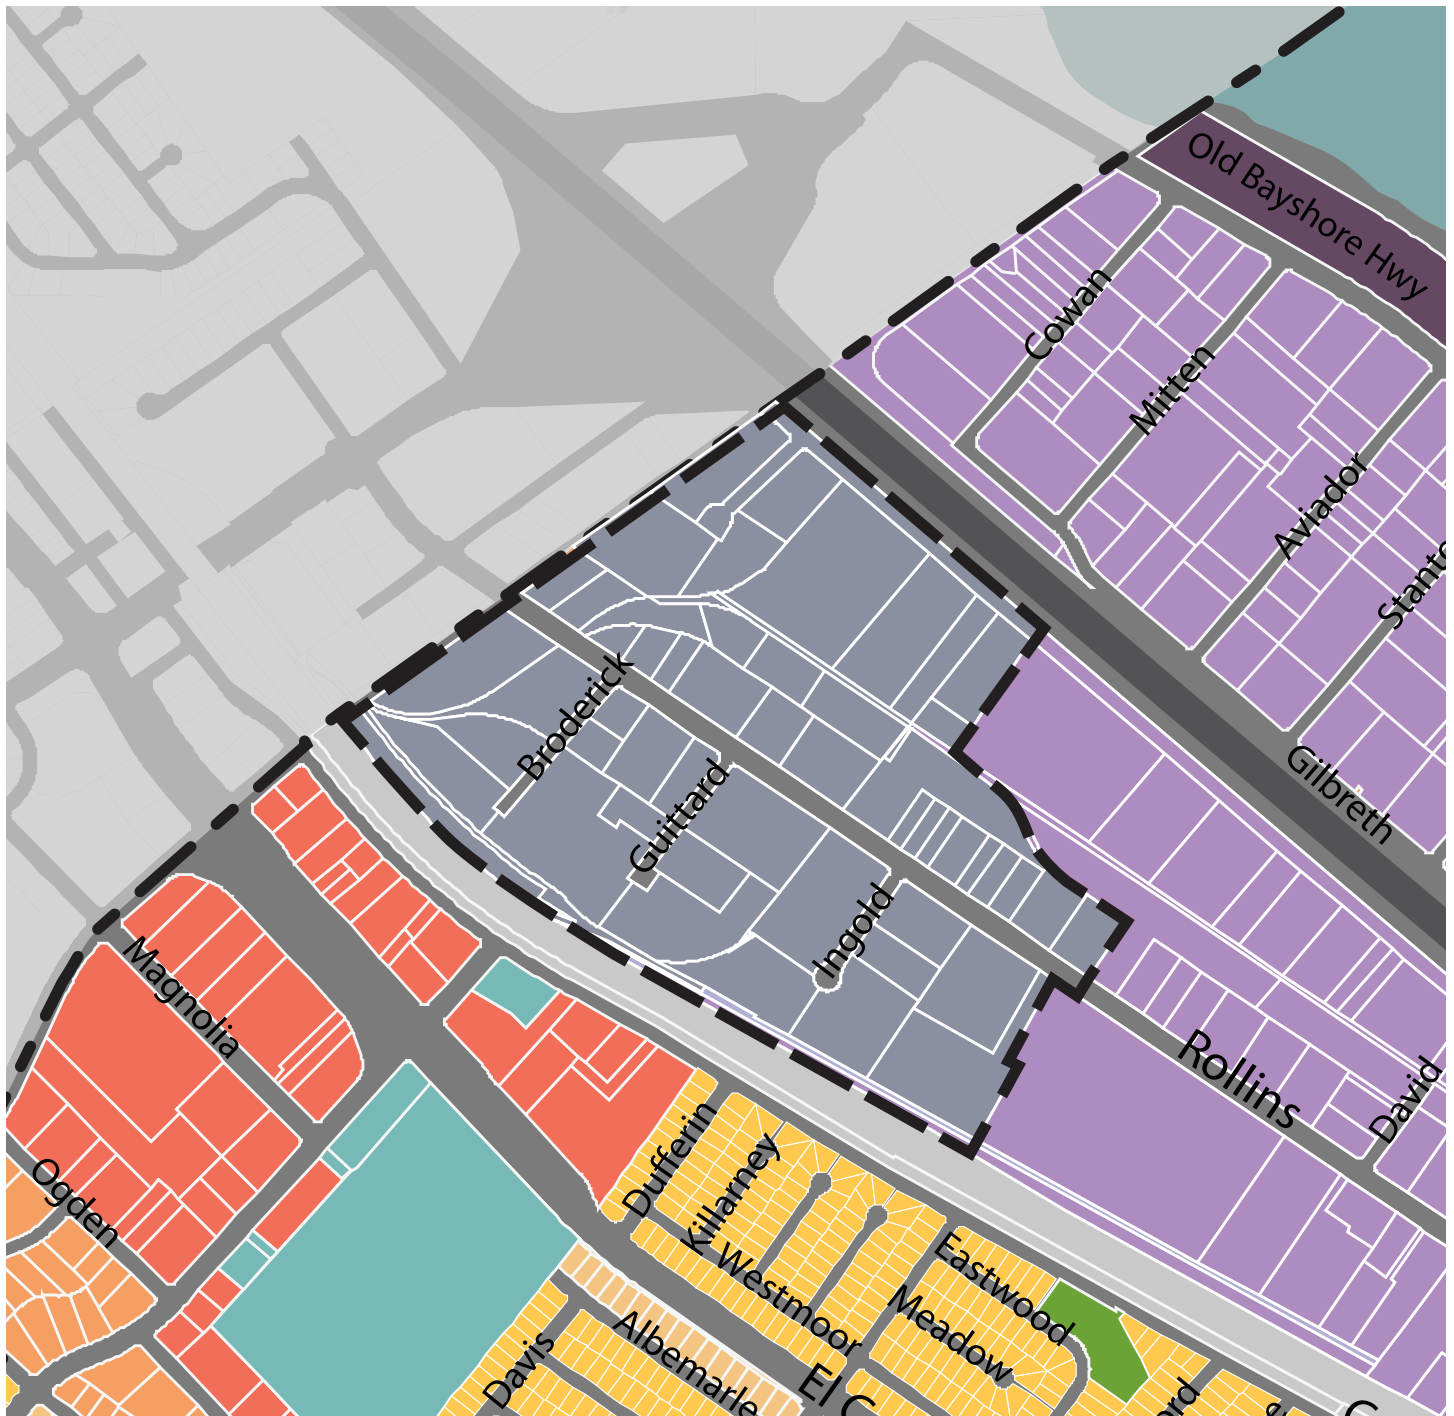 Old Bayshore Hwy
Cowan
Mitten
Aviador
Broderick
Guittard
Gilbreth
Ingold
Magnolia
Rollins
David
Ogden
Dufferin
Killarney
Westmoor
Eastwood
Meadow
Albemarle
Davis
El C